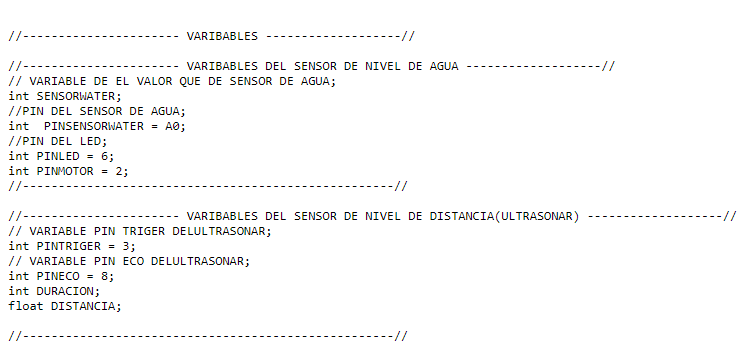 //---------------------- VARIBABLES -------------------//
//---------------------- VARIBABLES DEL SENSOR DE NIVEL DE AGUA -------------------//
// VARIABLE DE EL VALOR QUE DE SENSOR DE AGUA;
int SENSORWATER;
//PIN DEL SENSOR DE AGUA;
int  PINSENSORWATER = A0;
//PIN DEL LED;
int PINLED = 6;
int PINMOTOR = 2;
//----------------------------------------------------//
//---------------------- VARIBABLES DEL SENSOR DE NIVEL DE DISTANCIA(ULTRASONAR) -------------------//
// VARIABLE PIN TRIGER DELULTRASONAR;
int PINTRIGER = 3;
// VARIABLE PIN ECO DELULTRASONAR;
int PINECO = 8;
int DURACION;
float DISTANCIA;
//----------------------------------------------------//